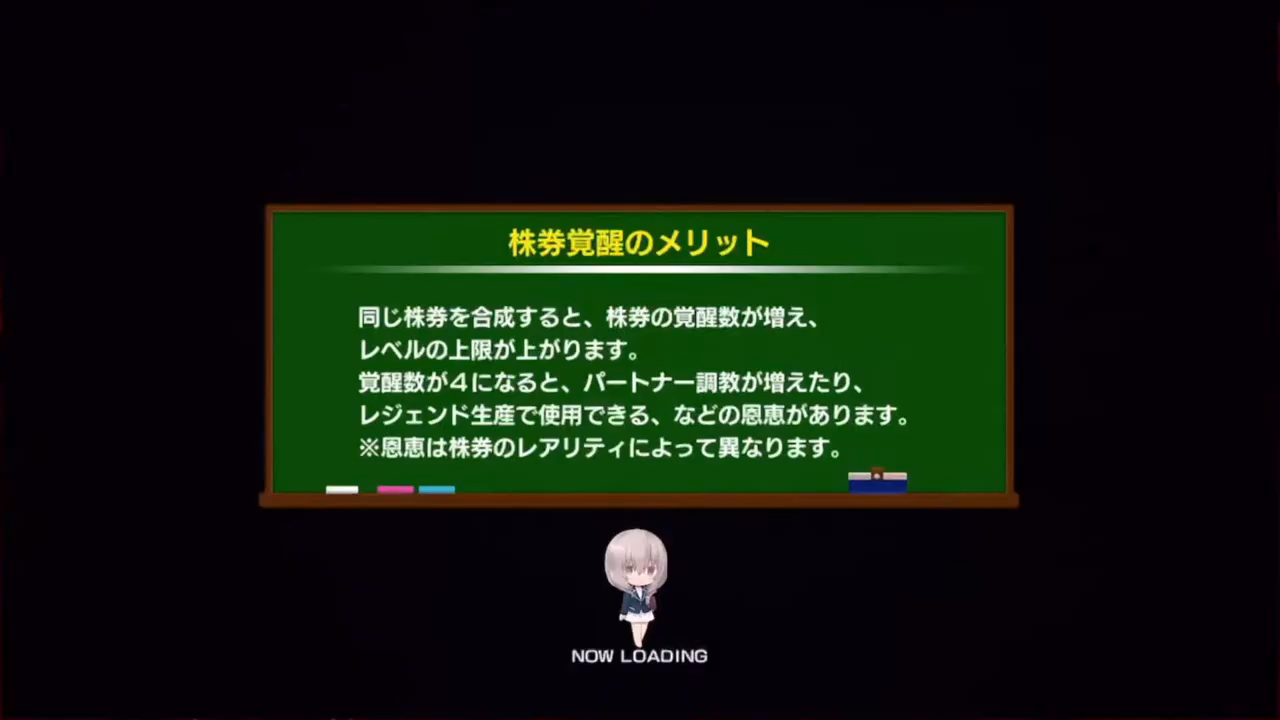 株券覚醒のメリット
同じ株券を合成すると、株券の覚醒数が増え、
レベルの上限が上がります。
覚醒数が４になると、パートナー調教が増えたり、
レジェンド生産で使用できる、などの恩恵があります。
※恩恵は株券のレアリティによって異なります。
NOW LOADING